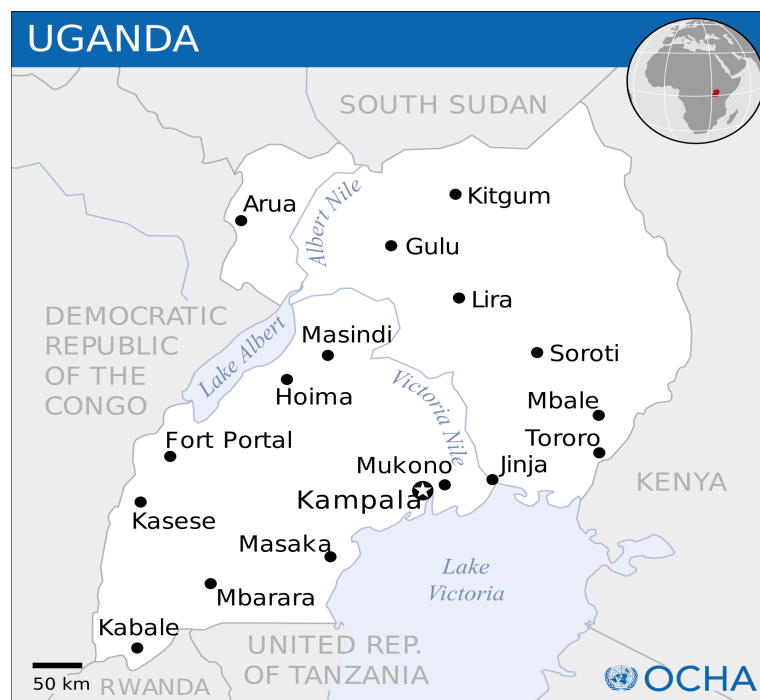 UGANDA
SOUTH SUDAN
Arua
Albert Nile
Kitgum
Gulu
Lira
DEMOCRATIC
REPUBLIC
OF THE
CONGO
Lake Albert
Masindi
Soroti
Hoima
Victoria Nile
Mbale
Fort Portal
Tororo
Mukono
Jinja
KENYA
Kampala
Kasese
Masaka
Lake
Victoria
Mbarara
Kabale
UNITED REP.
OF TANZANIA
50 km
RWANDA
OCHA